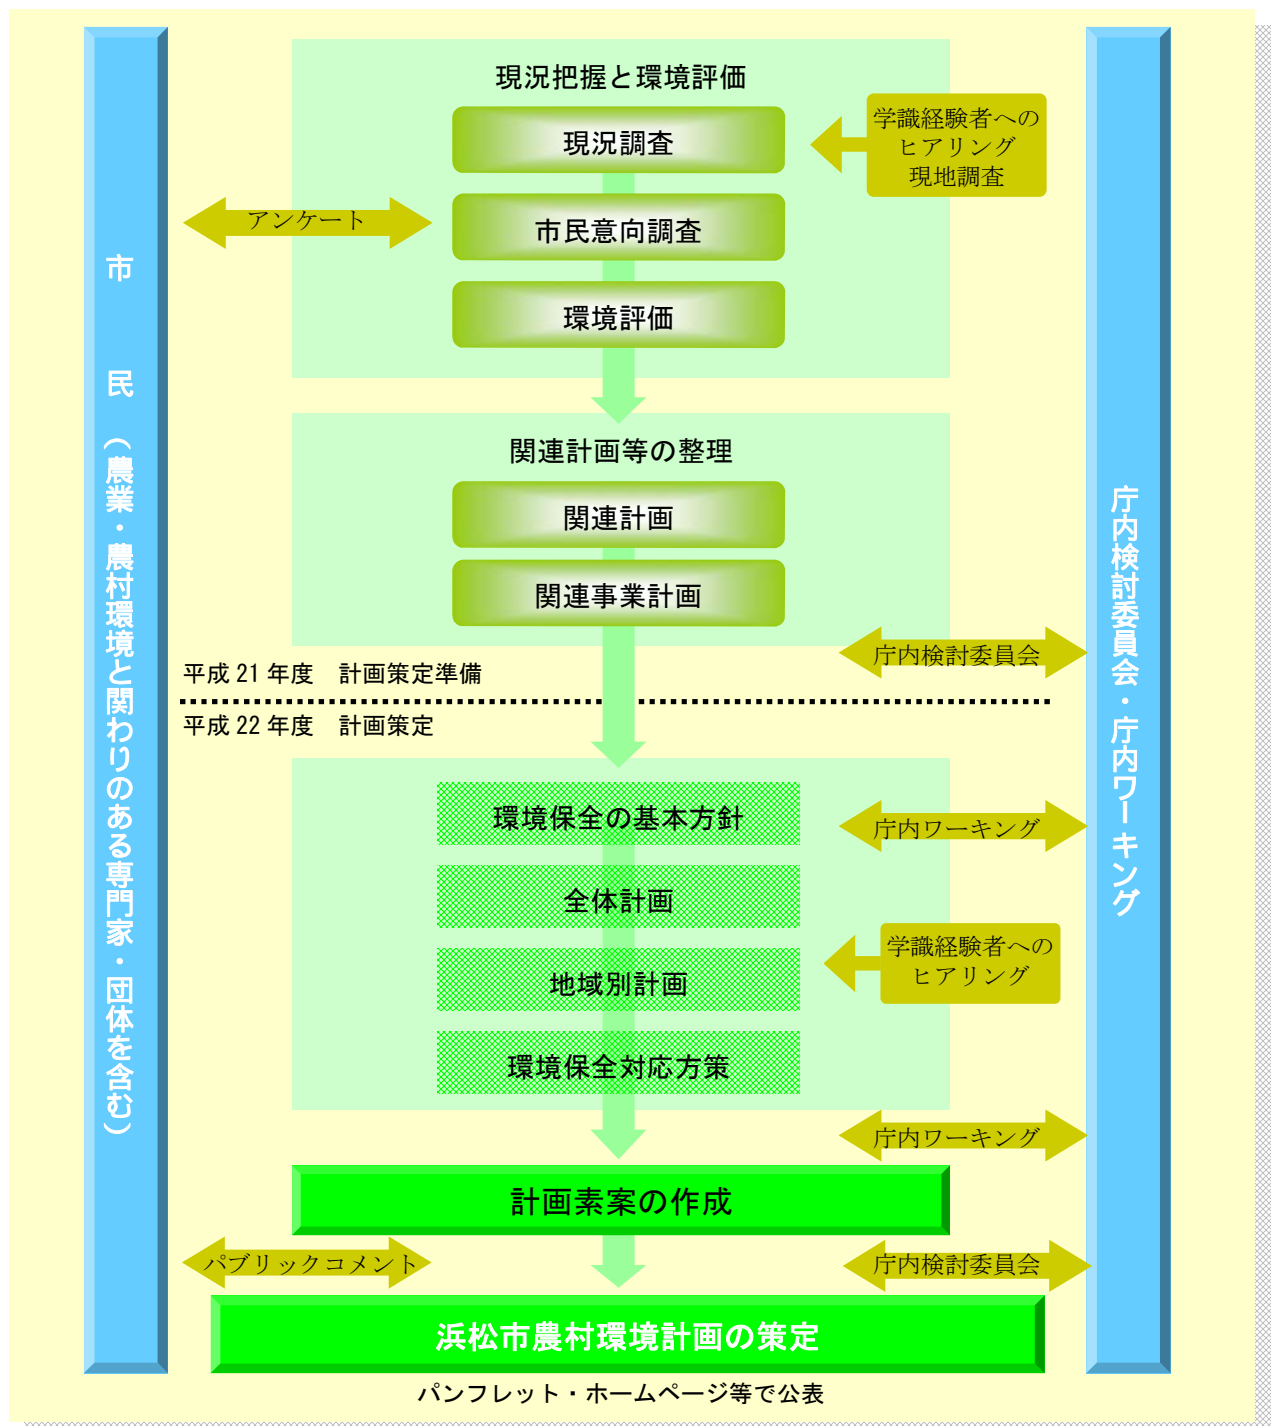 現況把握と環境評価
現況調査
学識経験者への
ヒアリング
現地調査
アンケート
市民意向調査
環境評価
市民（農業・農村環境と関わりのある専門家・団体を含む）
関連計画等の整理
関連計画
関連事業計画
庁内検討委員会・庁内ワーキング
庁内検討委員会
平成 21 年度　計画策定準備
平成 22 年度　計画策定
環境保全の基本方針
庁内ワーキング
全体計画
学識経験者への
ヒアリング
地域別計画
環境保全対応方策
庁内ワーキング
計画素案の作成
パブリックコメント
庁内検討委員会
浜松市農村環境計画の策定
パンフレット・ホームページ等で公表